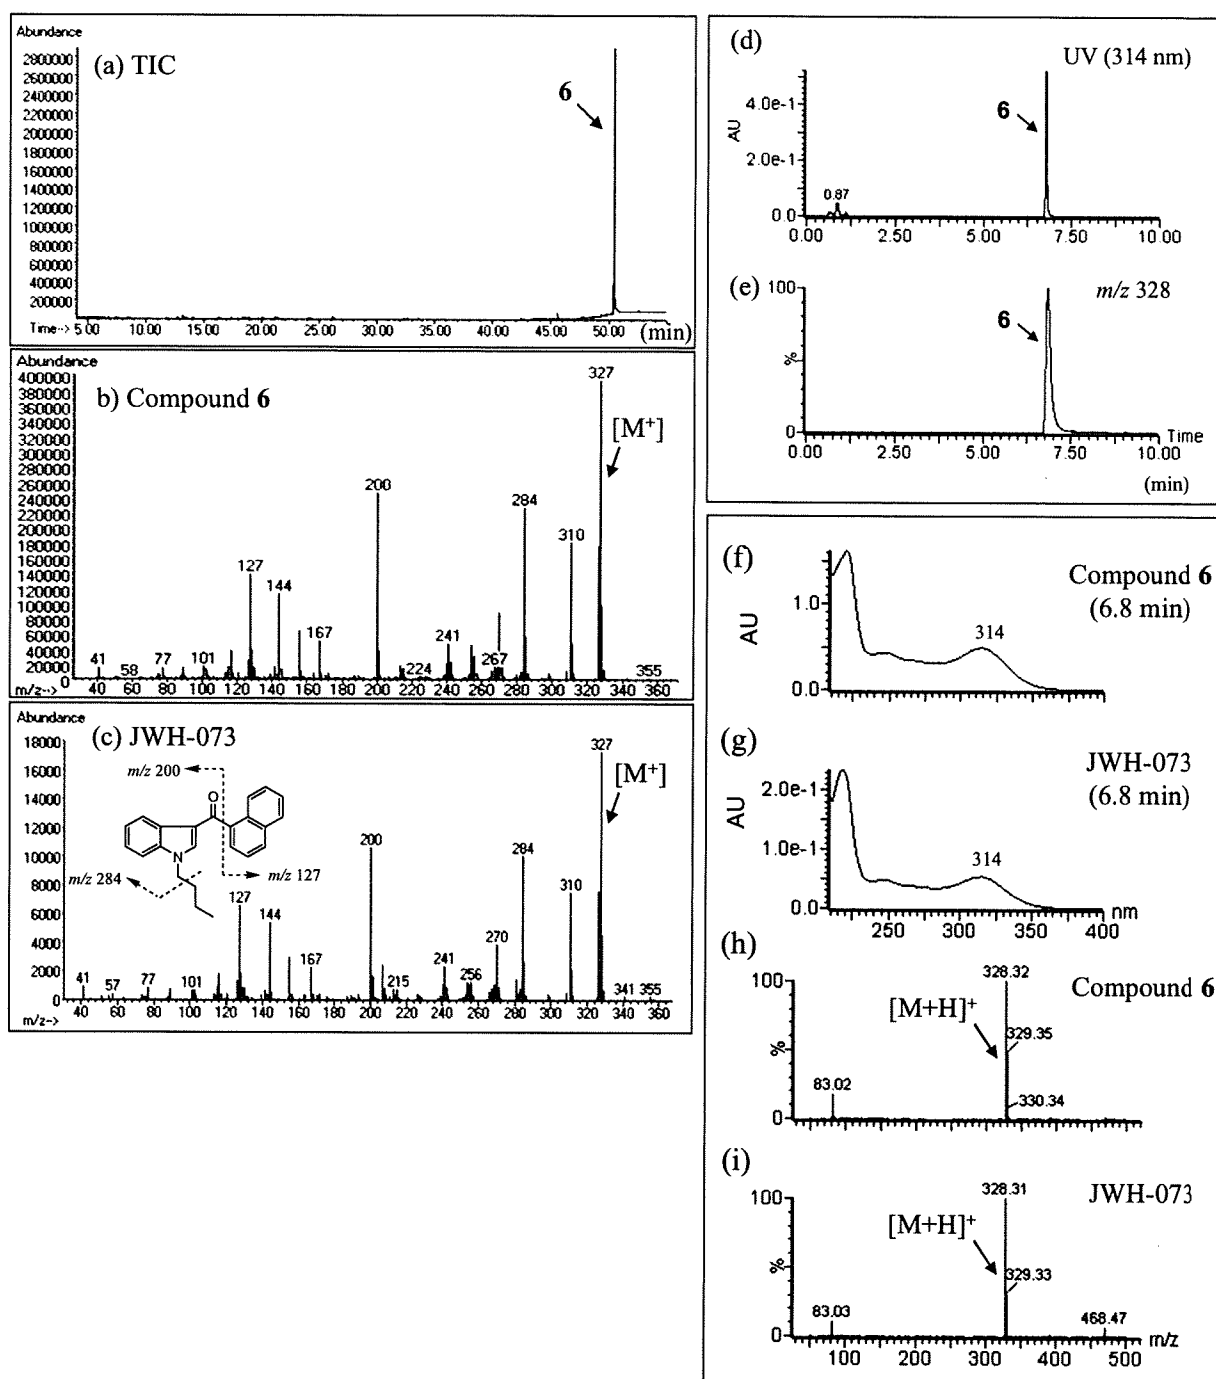 Abundance
(a) TIC
6
2800000
2600000
2400000
2200000
2000000
1800000
1600000
1400000
1200000
1000000
800000
600000
400000
200000
Time--> 5.00 10.00 15.00 20.00 25.00 30.00 35.00 40.00 45.00 50.00 (min)
Abundance
b) Compound 6
400000
380000
360000
340000
320000
300000
280000
260000
240000
220000
200000
180000
160000
140000
120000
100000
80000
60000
40000
20000
0
327
[M+]
200
284
310
127
144
167
241
267
41
58
77
101
224
355
m/z--> 40 60 80 100 120 140 160 180 200 220 240 260 280 300 320 340 360
Abundance
(c) JWH-073
18000
16000
14000
12000
10000
8000
6000
4000
2000
0
m/z 200
O
N
m/z 284
m/z 127
327
[M+]
200
284
310
127
144
270
167
241
41
57
77
101
215
256
341
355
m/z--> 40 60 80 100 120 140 160 180 200 220 240 260 280 300 320 340 360
(d)
UV (314 nm)
6
AU
4.0e-1
2.0e-1
0.0
0.87
0.00 2.50 5.00 7.50 10.00
(e)
m/z 328
6
100
%
0
0.00 2.50 5.00 7.50 10.00
Time
(min)
(f)
Compound 6
(6.8 min)
AU
1.0
0.0
314
(g)
JWH-073
(6.8 min)
AU
2.0e-1
1.0e-1
0.0
314
nm
250 300 350 400
(h)
Compound 6
100
%
0
328.32
[M+H]+
329.35
330.34
83.02
(i)
JWH-073
100
%
0
328.31
[M+H]+
329.33
83.03
468.47
m/z
100 200 300 400 500